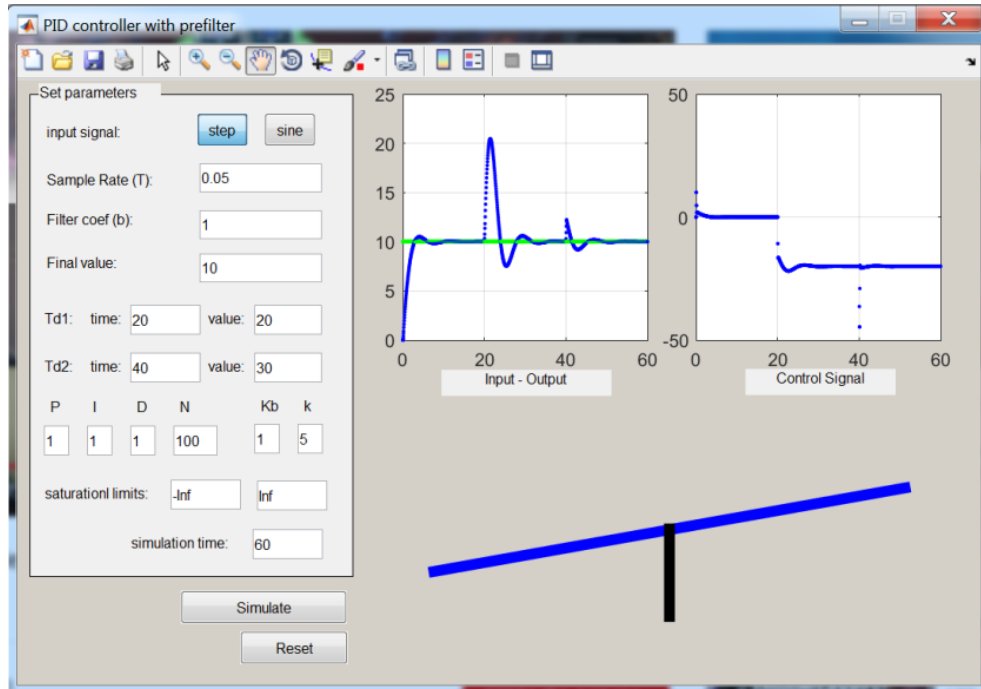 PID controller with prefilter
Set parameters
input signal: step sine
Sample Rate (T): 0.05
Filter coef (b): 1
Final value: 10
Td1: time: 20 value: 20
Td2: time: 40 value: 30
P I D N Kb k
1 1 1 100 1 5
saturationl limits: -Inf Inf
simulation time: 60
Simulate
Reset
25
20
15
10
5
0
0 20 40 60
Input - Output
50
0
-50
0 20 40 60
Control Signal